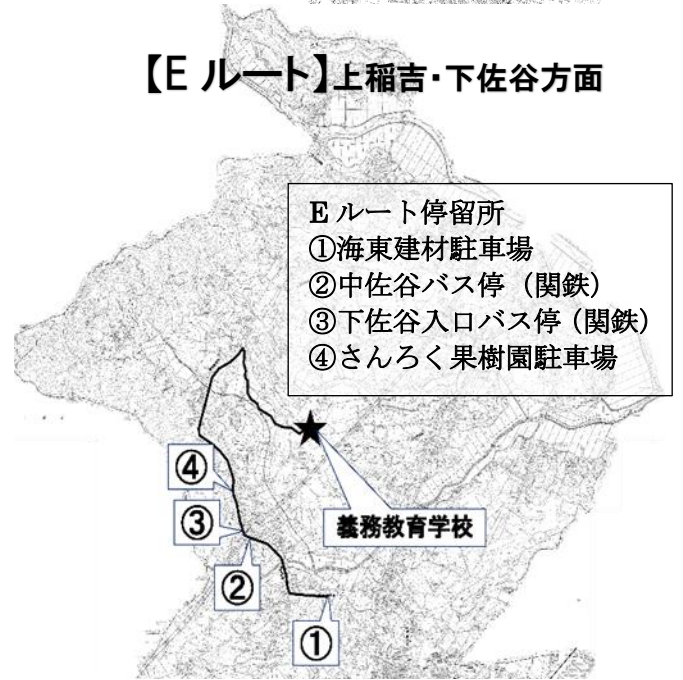 【E ルート】上稲吉・下佐谷方面
E ルート停留所
①海東建材駐車場
②中佐谷バス停（関鉄）
③下佐谷入口バス停（関鉄）
④さんろく果樹園駐車場
④
③
義務教育学校
②
①